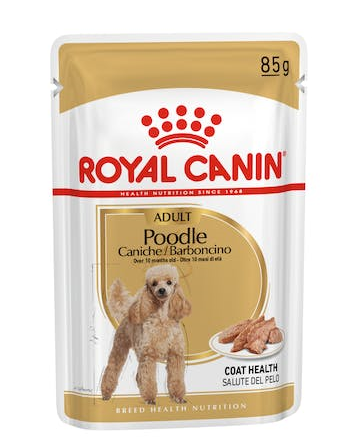 85g
ROYAL CANIN®
HEALTH NUTRITION SINCE 1968
ADULT
Poodle
Caniche/Barboncino
Over 10 months old - Oltre 10 mesi di età
COAT HEALTH
SALUTE DEL PELO
BREED HEALTH NUTRITION